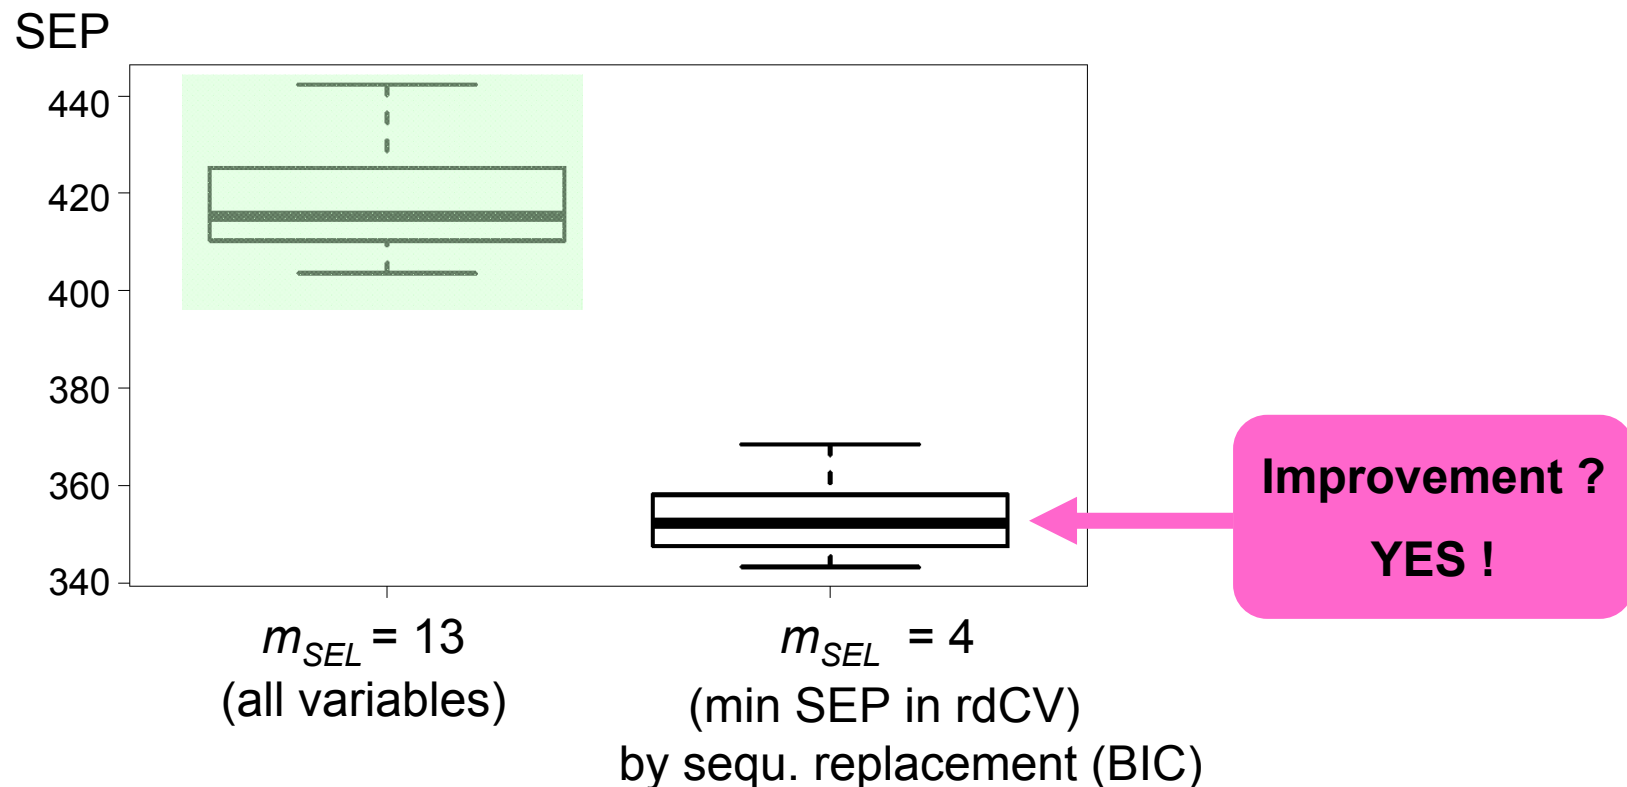 SEP
440
420
400
380
360
340
Improvement ?
YES !
m_SEL = 13
(all variables)
m_SEL = 4
(min SEP in rdCV)
by sequ. replacement (BIC)